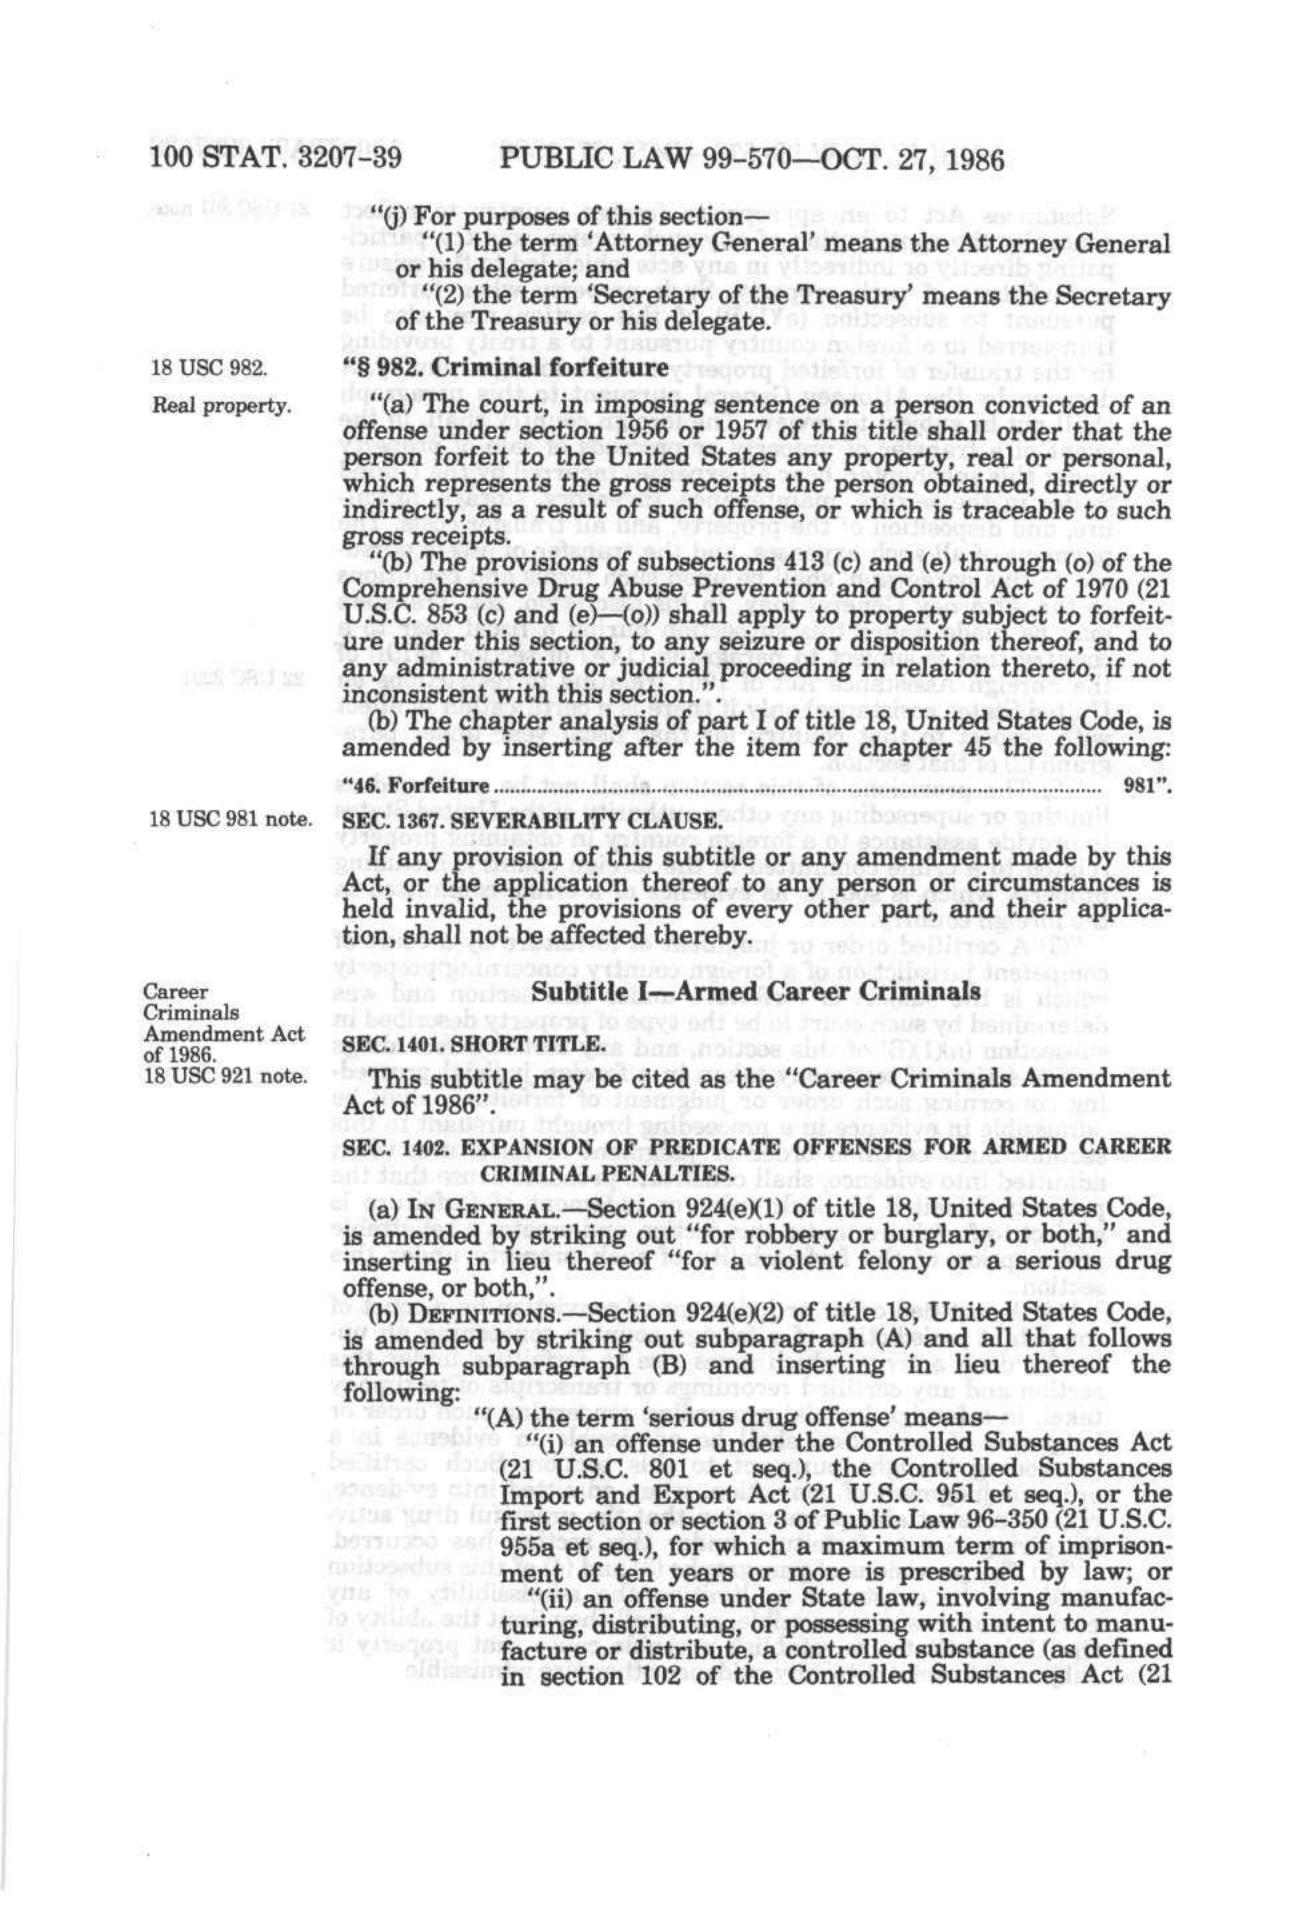 100 STAT. 3207-39 PUBLIC LAW 99-570—OCT. 27, 1986
"(j) For purposes of this section—
"(1) the term 'Attorney General' means the Attorney General
or his delegate; and
"(2) the term 'Secretary of the Treasury' means the Secretary
of the Treasury or his delegate.
18 USC 982.
"§ 982. Criminal forfeiture
Real property.
"(a) The court, in imposing sentence on a person convicted of an
offense under section 1956 or 1957 of this title shall order that the
person forfeit to the United States any property, real or personal,
which represents the gross receipts the person obtained, directly or
indirectly, as a result of such offense, or which is traceable to such
gross receipts.
"(b) The provisions of subsections 413 (c) and (e) through (o) of the
Comprehensive Drug Abuse Prevention and Control Act of 1970 (21
U.S.C. 853 (c) and (e)—(o)) shall apply to property subject to forfeit-
ure under this section, to any seizure or disposition thereof, and to
any administrative or judicial proceeding in relation thereto, if not
inconsistent with this section.".
(b) The chapter analysis of part I of title 18, United States Code, is
amended by inserting after the item for chapter 45 the following:
"46. Forfeiture .......... 981".
18 USC 981 note.
SEC. 1367. SEVERABILITY CLAUSE.
If any provision of this subtitle or any amendment made by this
Act, or the application thereof to any person or circumstances is
held invalid, the provisions of every other part, and their applica-
tion, shall not be affected thereby.
Subtitle I—Armed Career Criminals
Career
Criminals
Amendment Act
of 1986.
18 USC 921 note.
SEC. 1401. SHORT TITLE.
This subtitle may be cited as the "Career Criminals Amendment
Act of 1986".
SEC. 1402. EXPANSION OF PREDICATE OFFENSES FOR ARMED CAREER
CRIMINAL PENALTIES.
(a) IN GENERAL.—Section 924(e)(1) of title 18, United States Code,
is amended by striking out "for robbery or burglary, or both," and
inserting in lieu thereof "for a violent felony or a serious drug
offense, or both,".
(b) DEFINITIONS.—Section 924(e)(2) of title 18, United States Code,
is amended by striking out subparagraph (A) and all that follows
through subparagraph (B) and inserting in lieu thereof the
following:
"(A) the term 'serious drug offense' means—
"(i) an offense under the Controlled Substances Act
(21 U.S.C. 801 et seq.), the Controlled Substances
Import and Export Act (21 U.S.C. 951 et seq.), or the
first section or section 3 of Public Law 96-350 (21 U.S.C.
955a et seq.), for which a maximum term of imprison-
ment of ten years or more is prescribed by law; or
"(ii) an offense under State law, involving manufac-
turing, distributing, or possessing with intent to manu-
facture or distribute, a controlled substance (as defined
in section 102 of the Controlled Substances Act (21